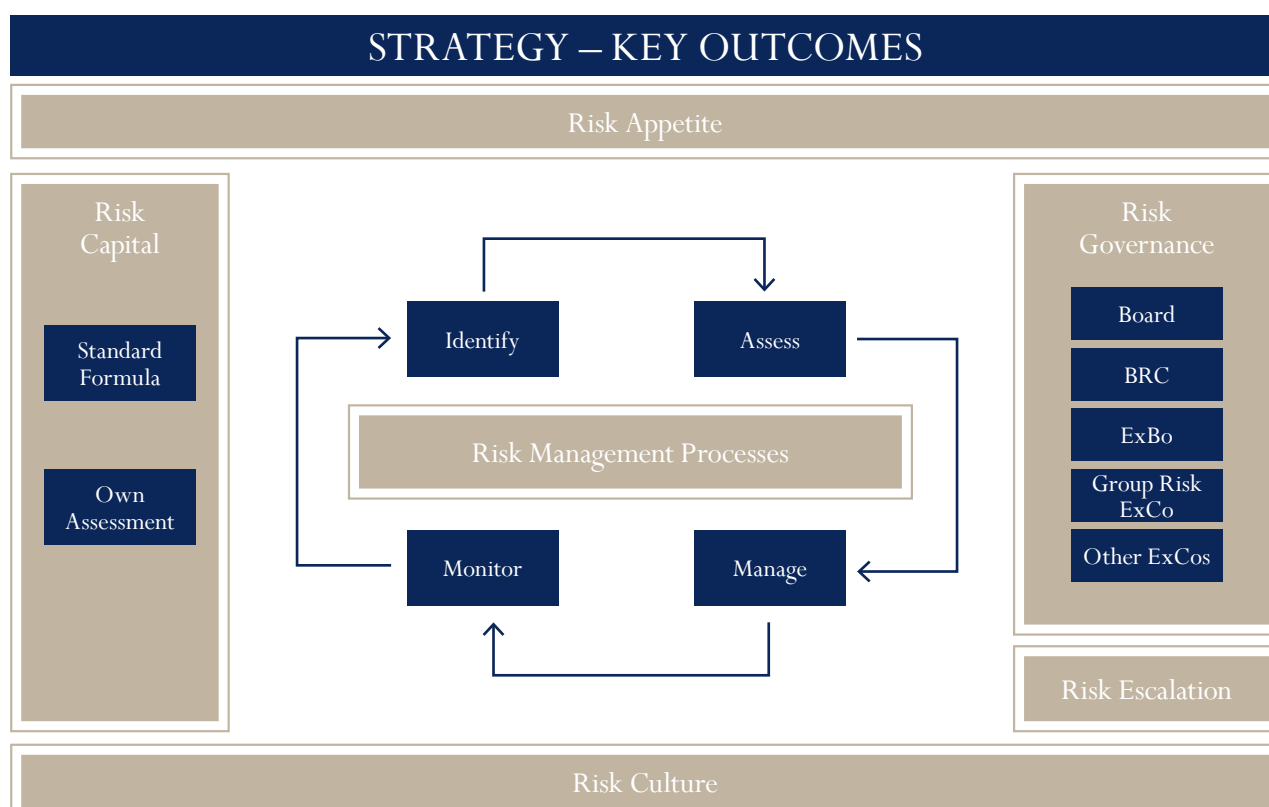 STRATEGY – KEY OUTCOMES
Risk Appetite
Risk
Capital
Standard
Formula
Own
Assessment
Identify
Assess
Risk Management Processes
Monitor
Manage
Risk
Governance
Board
BRC
ExBo
Group Risk
ExCo
Other ExCos
Risk Escalation
Risk Culture